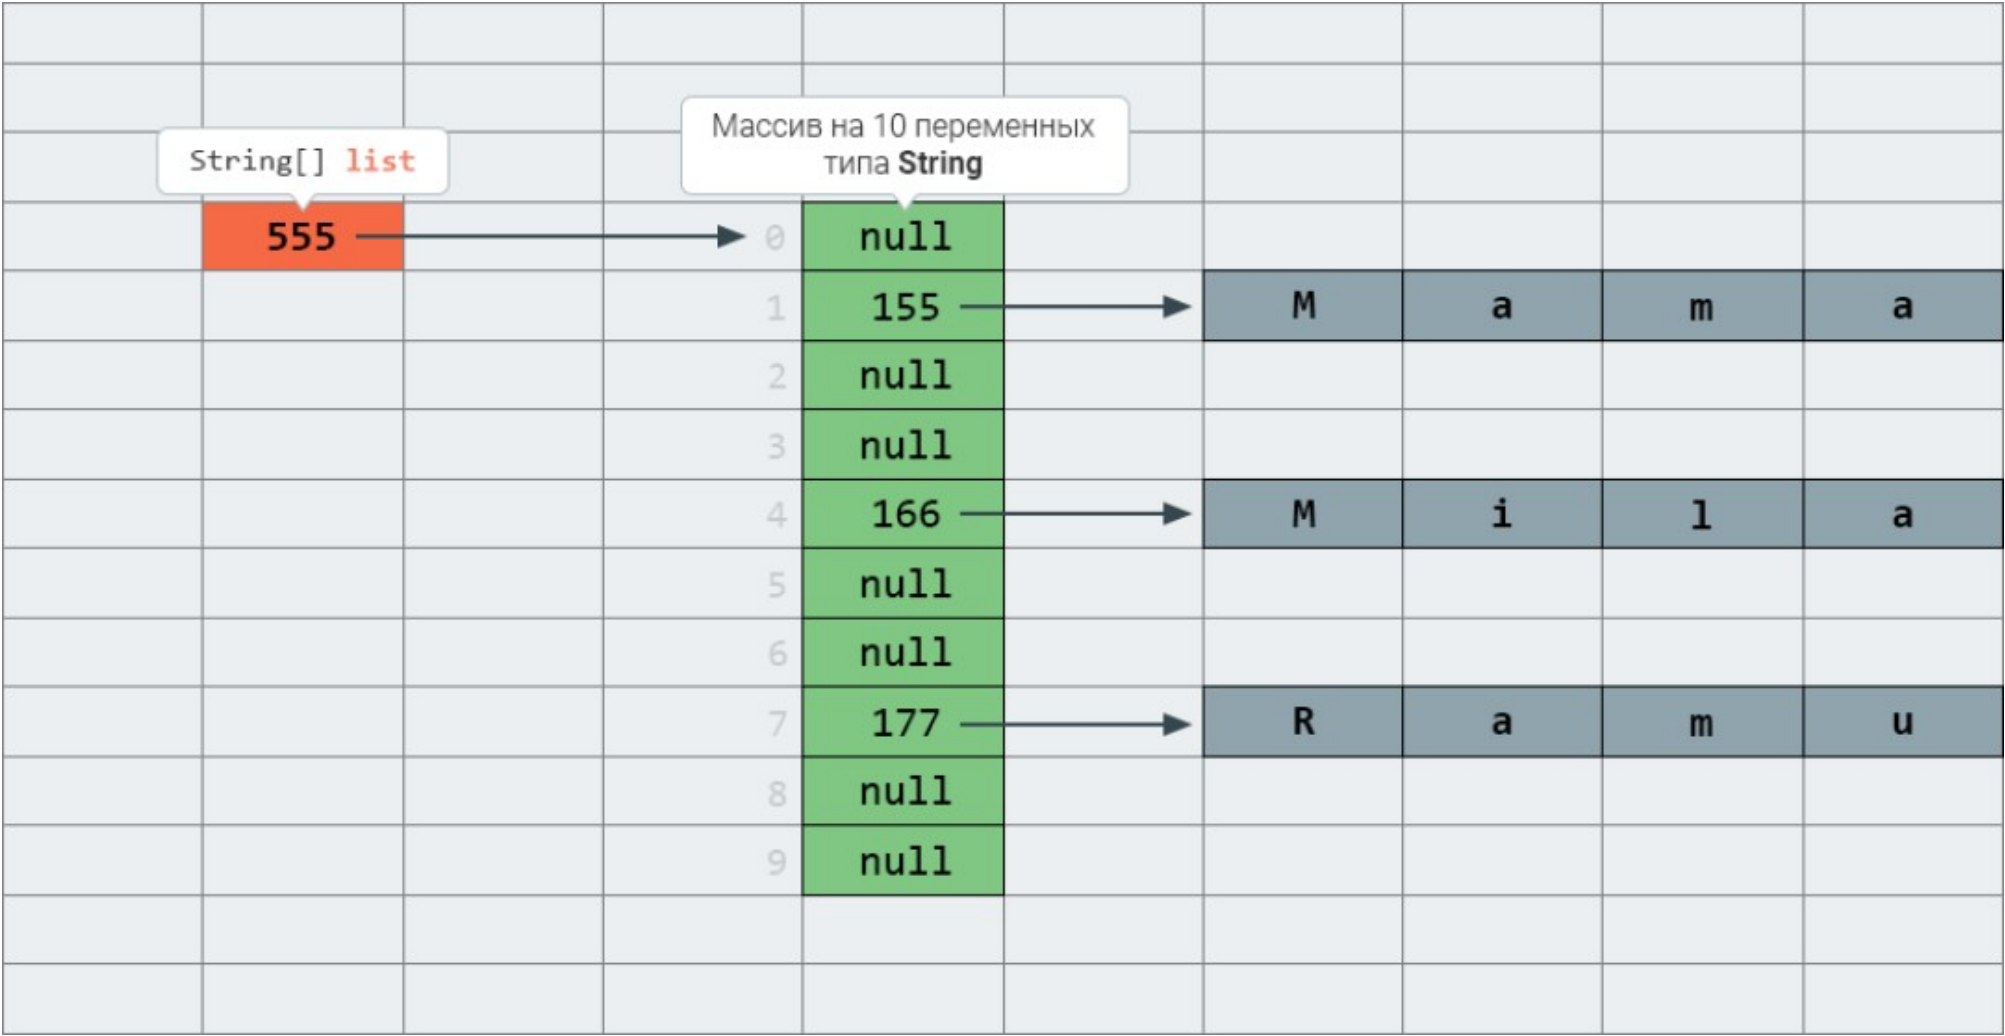 Массив на 10 переменных
типа String
String[] list
555 0 null
1 155 M a m a
2 null
3 null
4 166 M i l a
5 null
6 null
7 177 R a m u
8 null
9 null